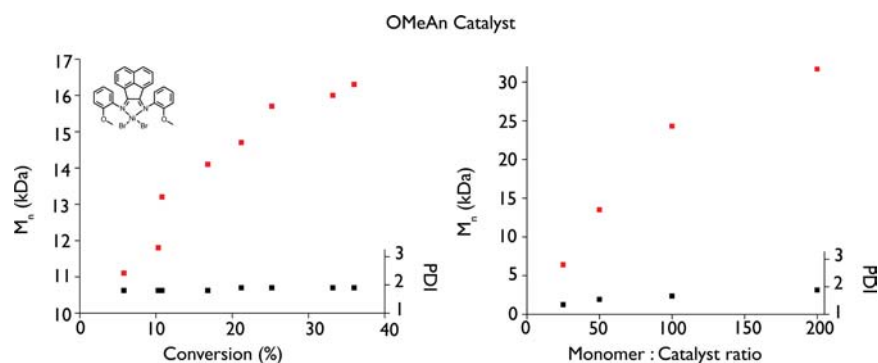 OMeAn Catalyst
17
16
15
14
13
12
11
10
Mn (kDa)
N
N
Ni
O
Br
Br
O
3
2
1
PDI
0
10
20
30
40
Conversion (%)
30
25
20
15
10
5
0
Mn (kDa)
3
2
1
PDI
0
50
100
150
200
Monomer : Catalyst ratio